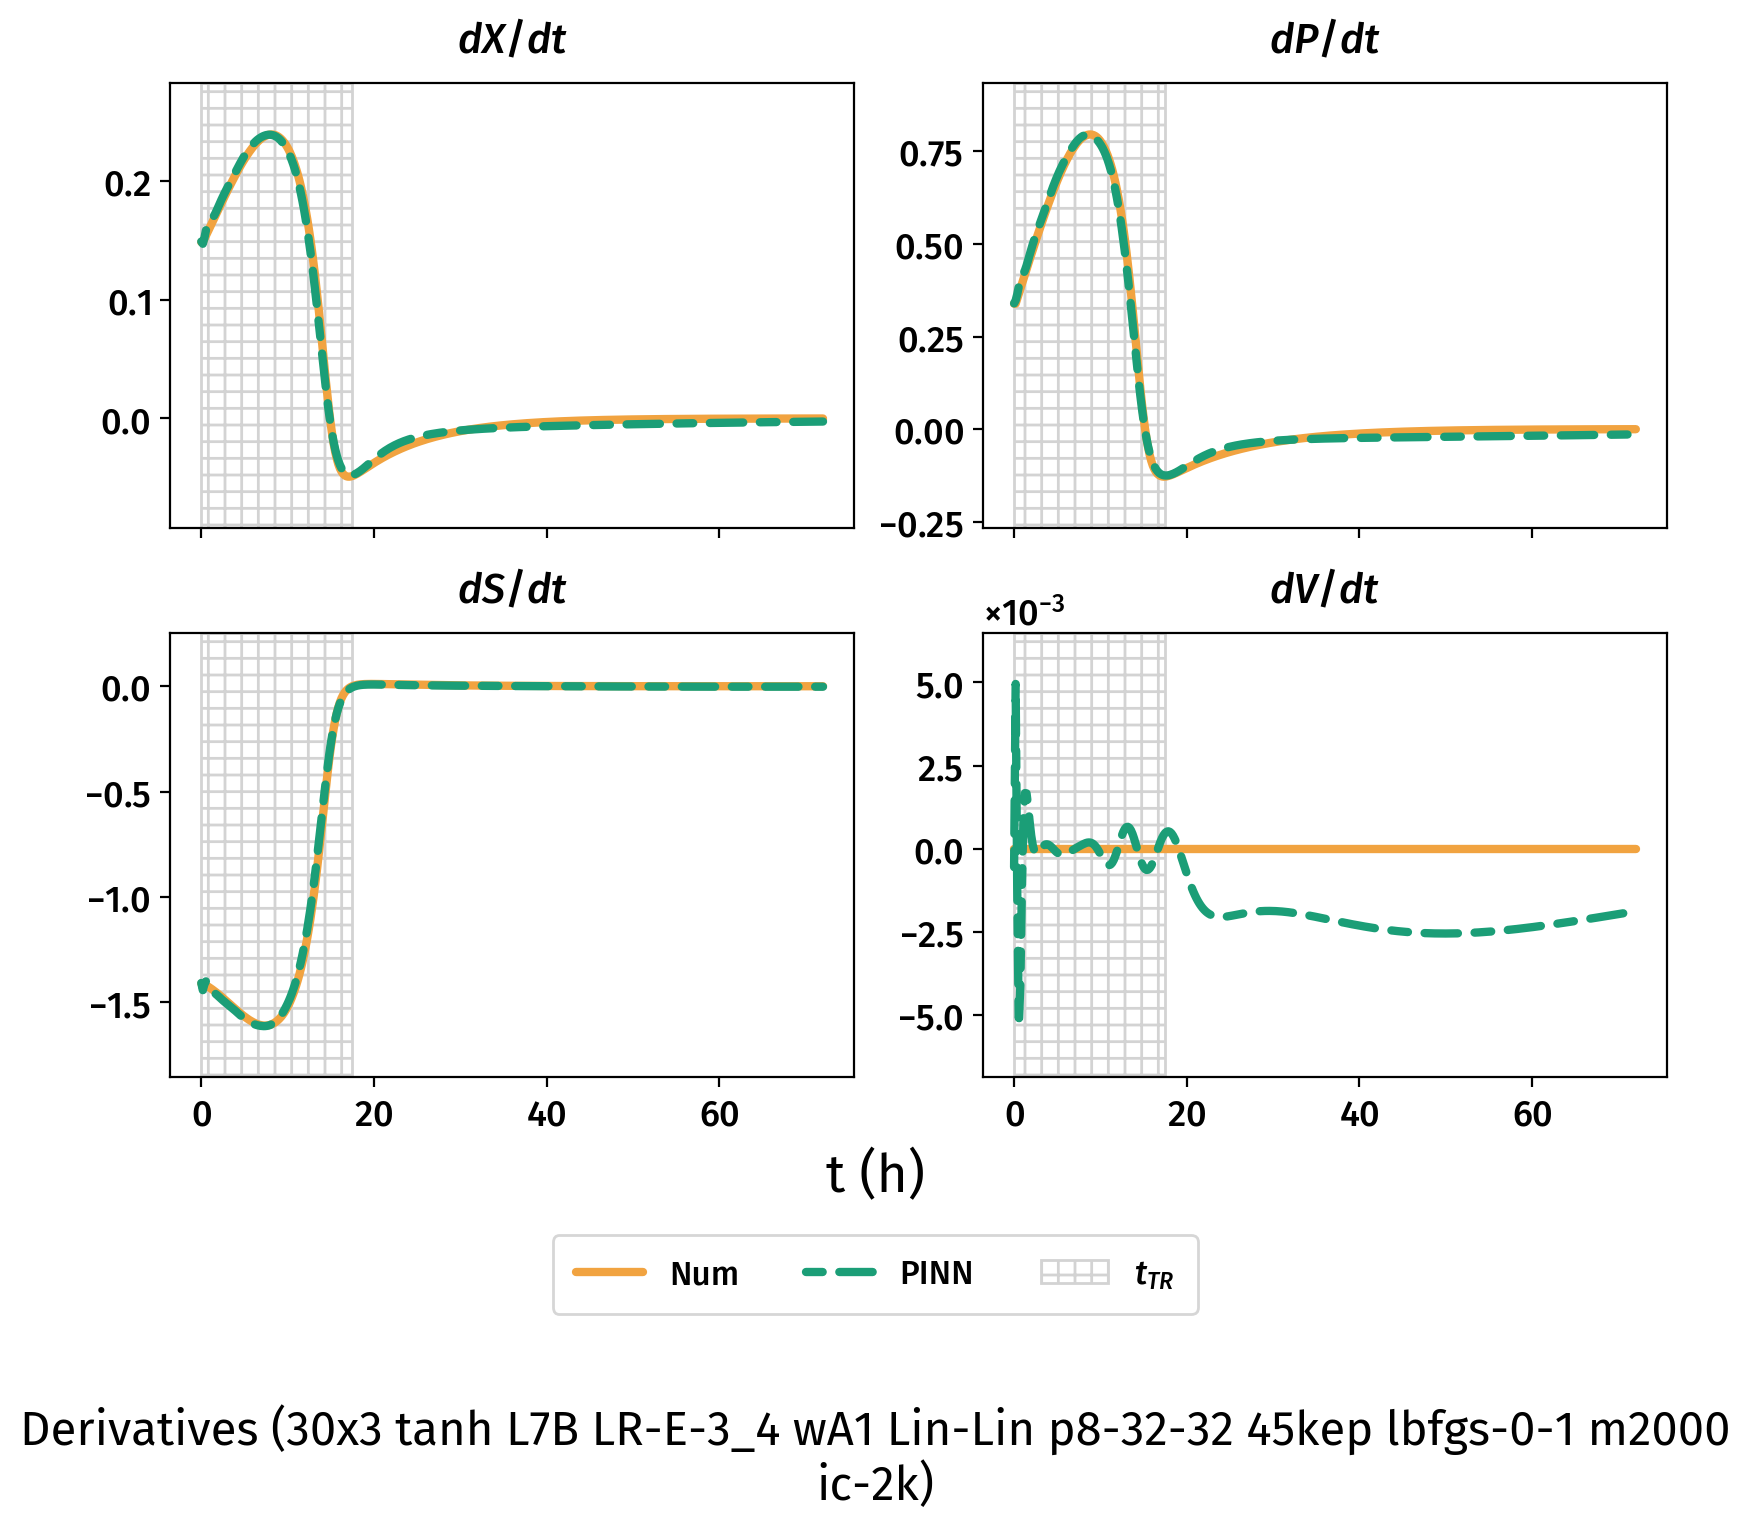 dX/dt
dP/dt
0.2
0.1
0.0
0.75
0.50
0.25
0.00
−0.25
dS/dt
dV/dt
×10⁻³
0.0
−0.5
−1.0
−1.5
5.0
2.5
0.0
−2.5
−5.0
0 20 40 60
0 20 40 60
t (h)
Num PINN t_TR
Derivatives (30x3 tanh L7B LR-E-3_4 wA1 Lin-Lin p8-32-32 45kep lbfgs-0-1 m2000
ic-2k)